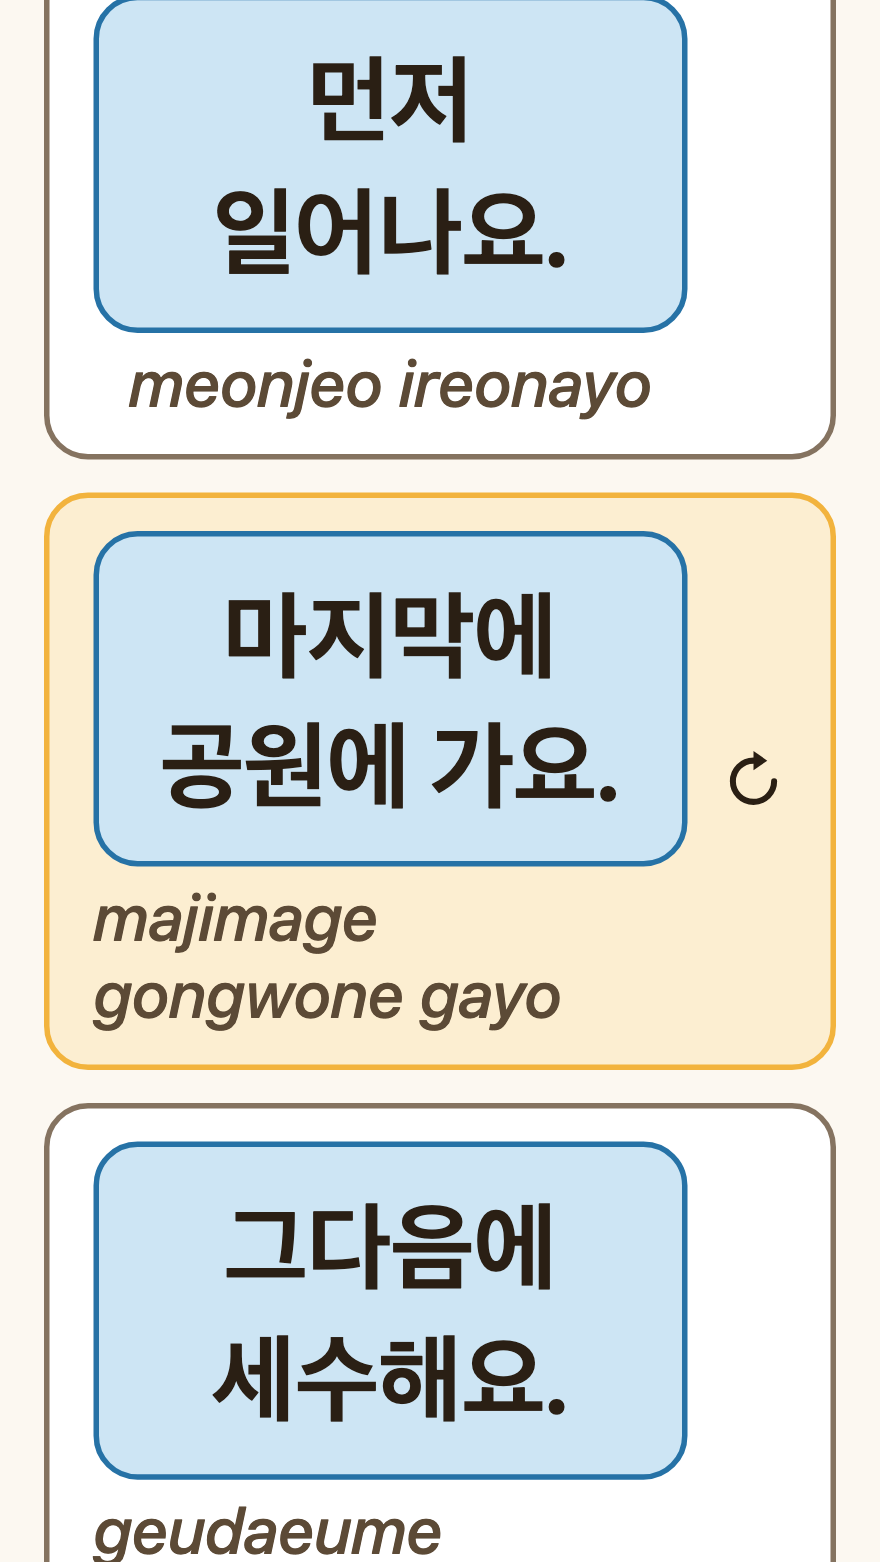 먼저
일어나요.
meonjeo ireonayo
마지막에
공원에 가요.
majimage
gongwone gayo
그다음에
세수해요.
geudaeume